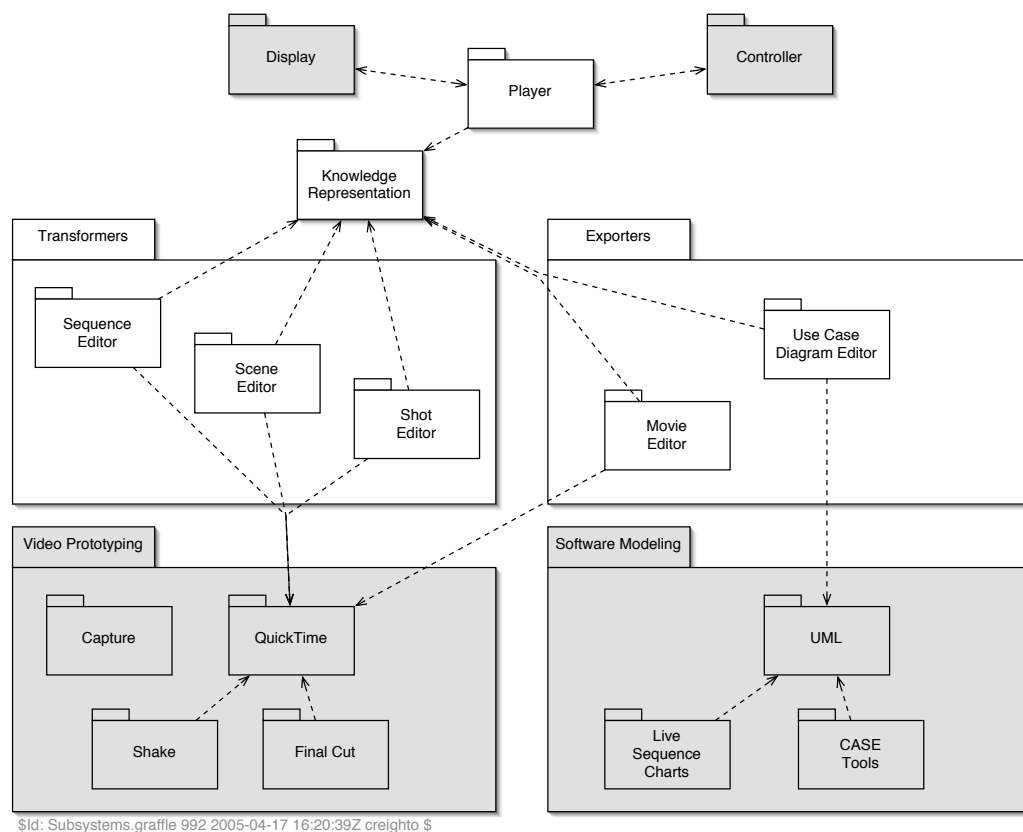 Display
Controller
Player
Knowledge
Representation
Transformers
Exporters
Sequence
Editor
Scene
Editor
Shot
Editor
Use Case
Diagram Editor
Movie
Editor
Video Prototyping
Software Modeling
Capture
QuickTime
UML
Shake
Final Cut
Live
Sequence
Charts
CASE
Tools
$Id: Subsystems.graffle 992 2005-04-17 16:20:39Z creighto $